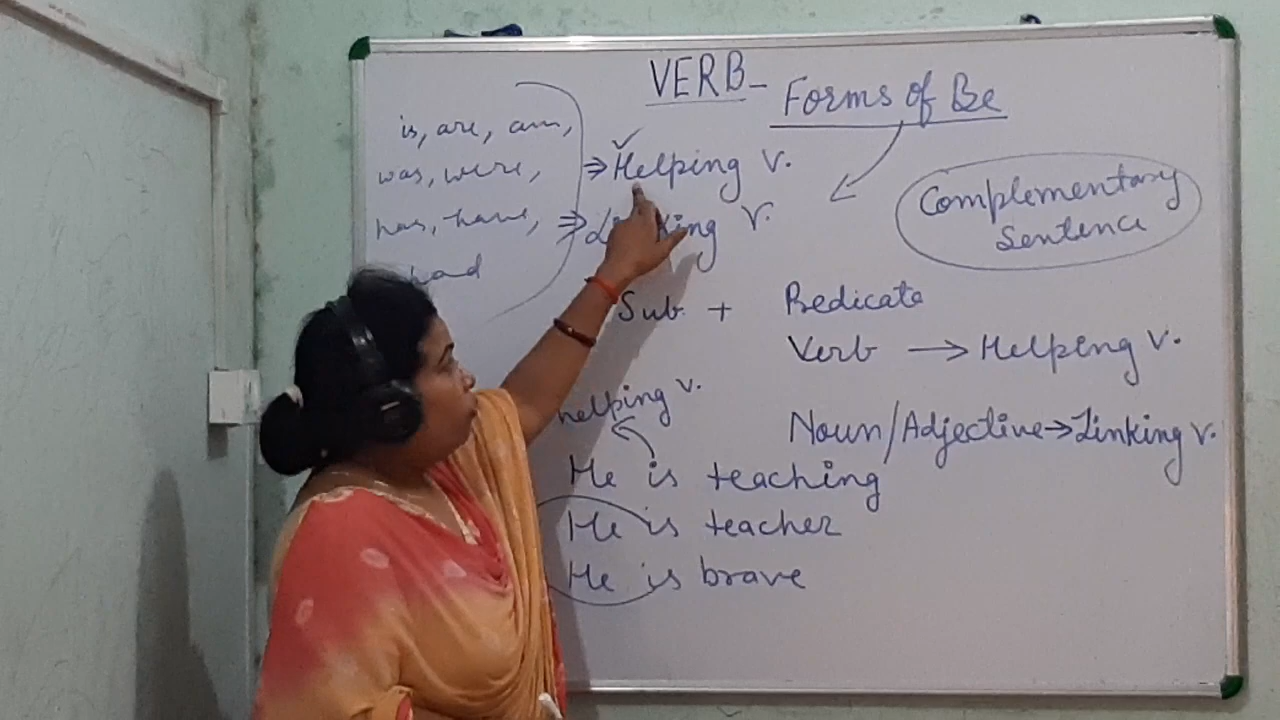 VERB - Forms of Be
is, are, am,
was, were,
has, have,
had
⇒ Helping V.
⇒ Linking V.
Complementary
Sentence
Sub. + Predicate
Verb → Helping V.
Noun/Adjective → Linking V.
helping V.
He is teaching
He is teacher
He is brave